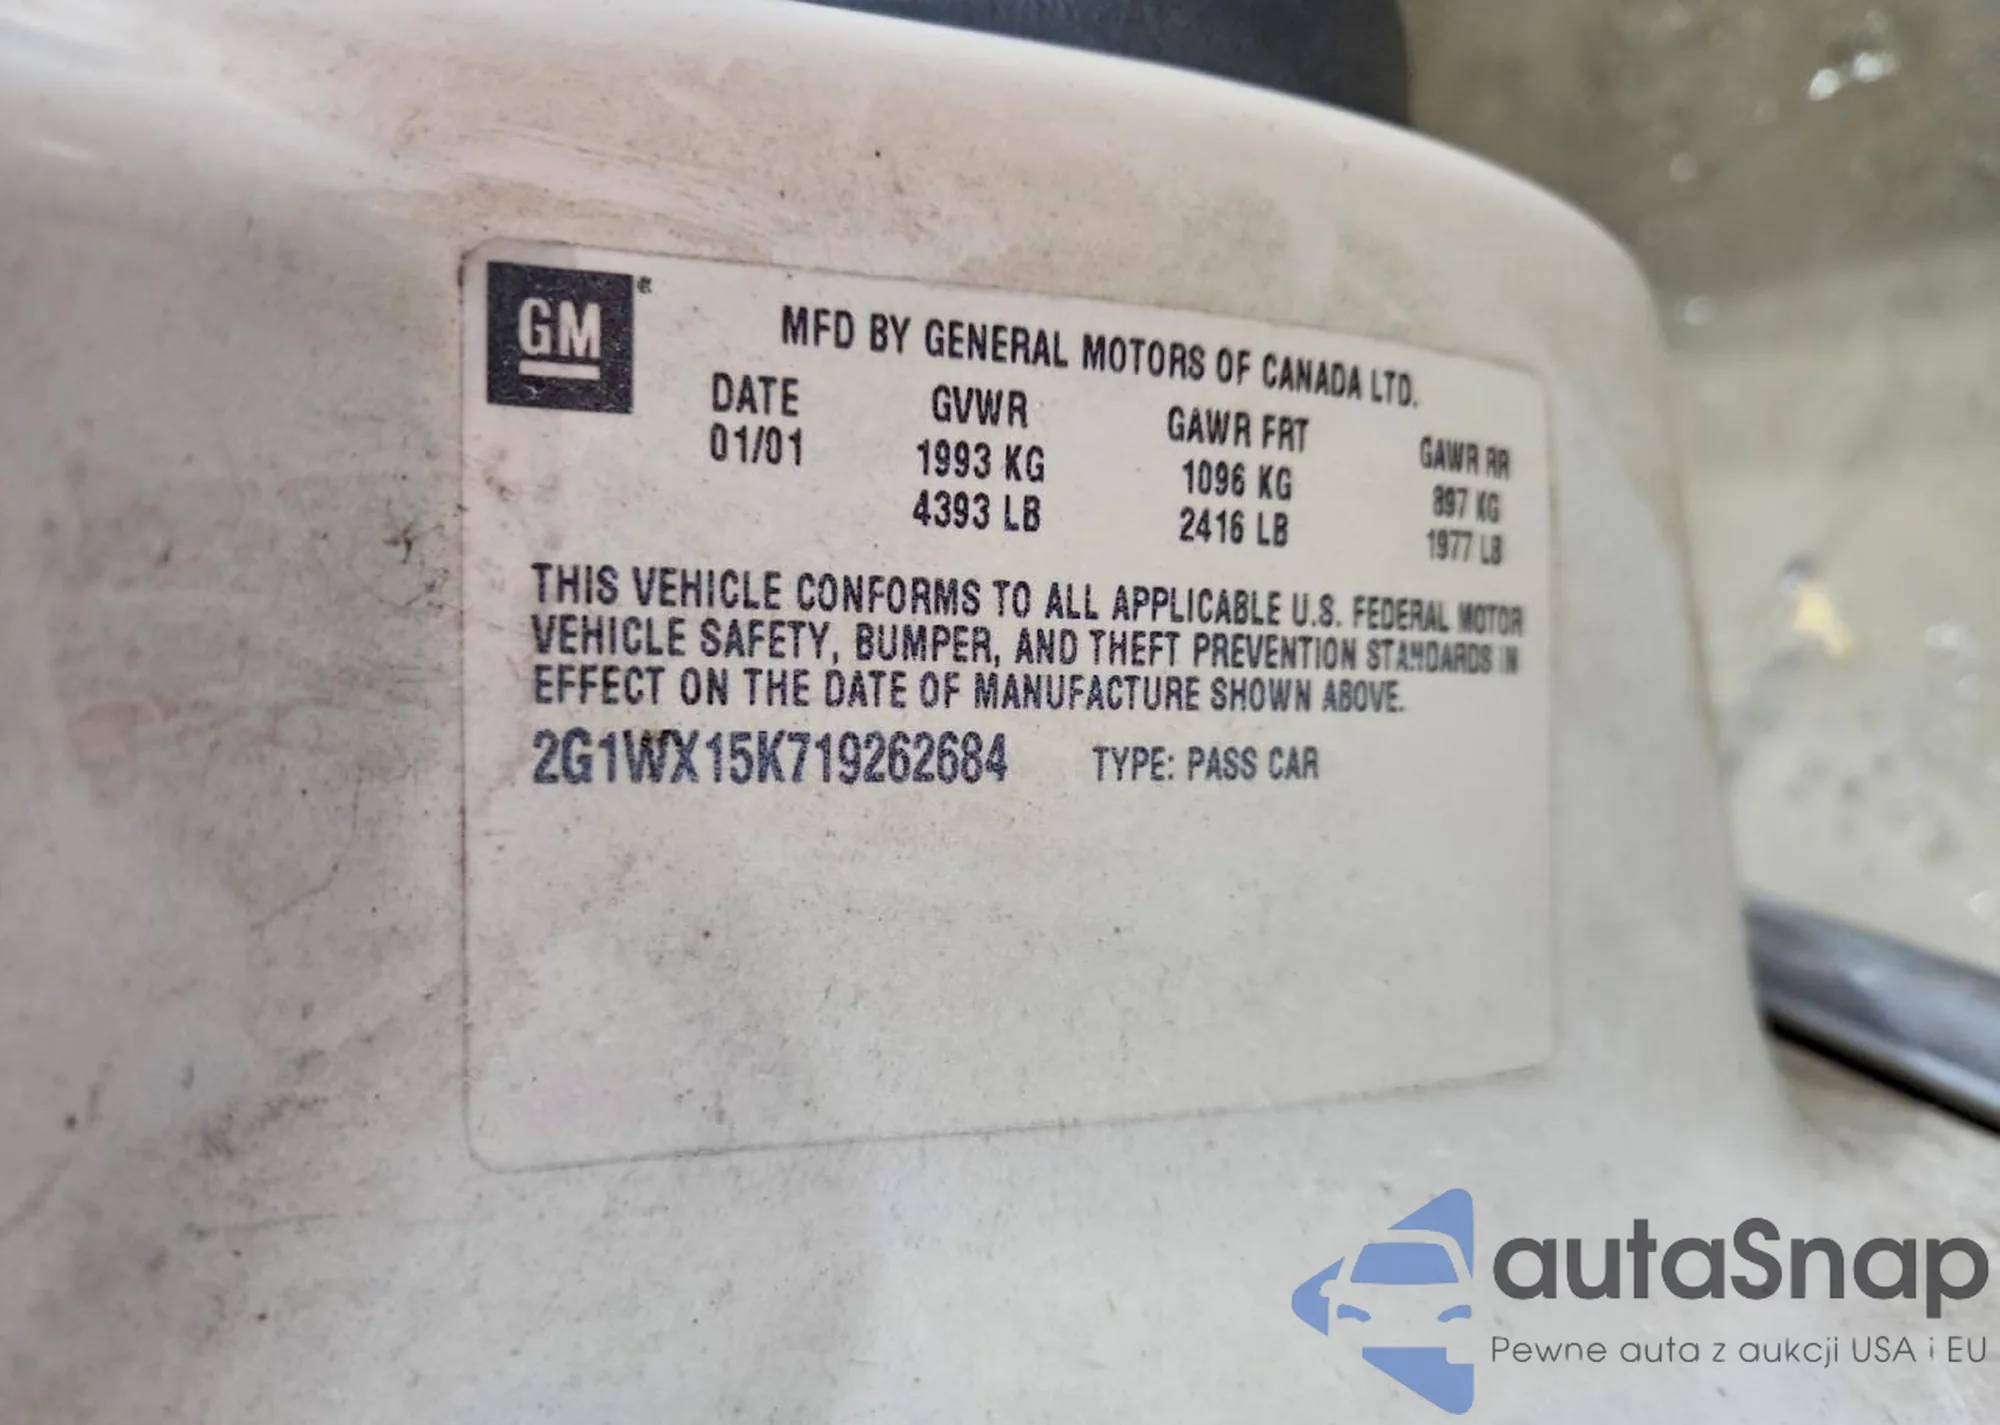 GM®
MFD BY GENERAL MOTORS OF CANADA LTD.
DATE GVWR GAWR FRT GAWR RR
01/01 1993 KG 1096 KG 897 KG
4393 LB 2416 LB 1977 LB
THIS VEHICLE CONFORMS TO ALL APPLICABLE U.S. FEDERAL MOTOR
VEHICLE SAFETY, BUMPER, AND THEFT PREVENTION STANDARDS IN
EFFECT ON THE DATE OF MANUFACTURE SHOWN ABOVE.
2G1WX15K719262684 TYPE: PASS CAR
autaSnap
Pewne auta z aukcji USA i EU